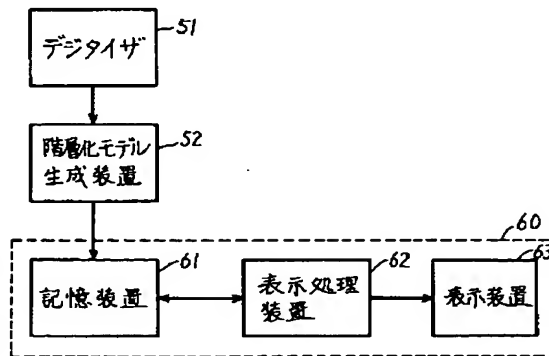 51
デジタイザ
52
階層化モデル
生成装置
60
61
記憶装置
62
表示処理
装置
63
表示装置